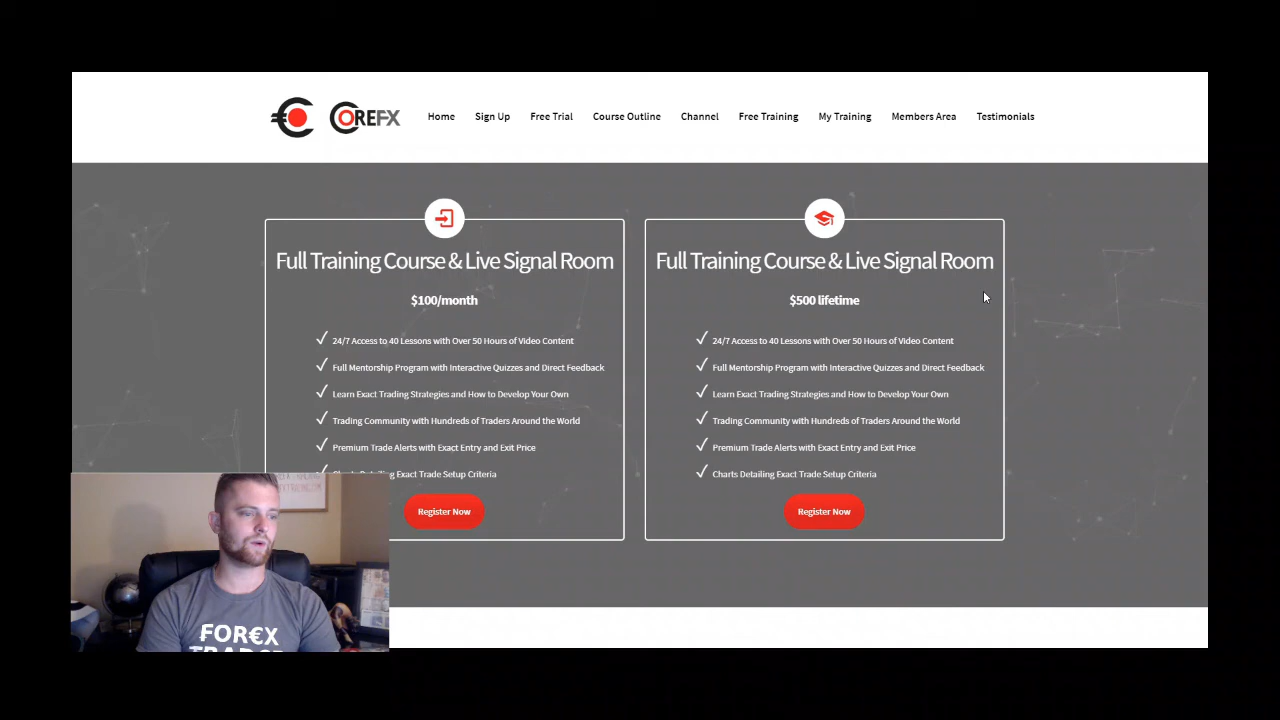 COREFX
Home
Sign Up
Free Trial
Course Outline
Channel
Free Training
My Training
Members Area
Testimonials
Full Training Course & Live Signal Room
$100/month
24/7 Access to 40 Lessons with Over 50 Hours of Video Content
Full Mentorship Program with Interactive Quizzes and Direct Feedback
Learn Exact Trading Strategies and How to Develop Your Own
Trading Community with Hundreds of Traders Around the World
Premium Trade Alerts with Exact Entry and Exit Price
Exact Trade Setup Criteria
Register Now
Full Training Course & Live Signal Room
$500 lifetime
24/7 Access to 40 Lessons with Over 50 Hours of Video Content
Full Mentorship Program with Interactive Quizzes and Direct Feedback
Learn Exact Trading Strategies and How to Develop Your Own
Trading Community with Hundreds of Traders Around the World
Premium Trade Alerts with Exact Entry and Exit Price
Charts Detailing Exact Trade Setup Criteria
Register Now
FOR€X